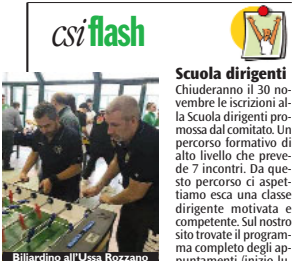 csi flash
Scuola dirigenti
Chiuderanno il 30 no-
vembre le iscrizioni al-
la Scuola dirigenti pro-
mossa dal comitato. Un
percorso formativo di
alto livello che preve-
de 7 incontri. Da que-
sto percorso ci aspet-
tiamo esca una classe
dirigente motivata e
competente. Sul nostro
sito trovate il program-
ma completo degli ap-
puntamenti (inizio lu-
Biliardino all'Ussa Rozzano